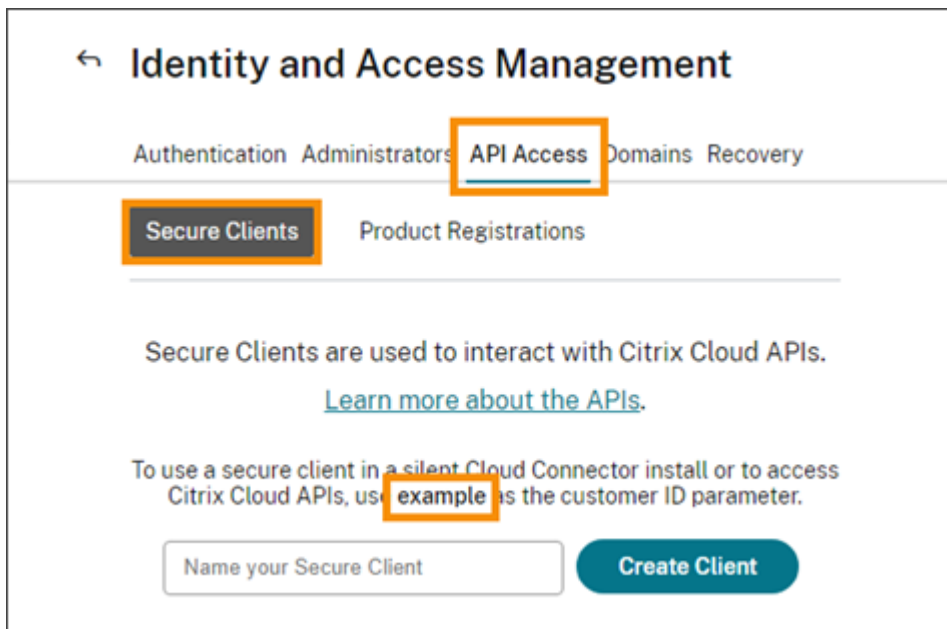 Identity and Access Management
Authentication Administrators API Access Domains Recovery
Secure Clients Product Registrations
Secure Clients are used to interact with Citrix Cloud APIs.
Learn more about the APIs.
To use a secure client in a silent Cloud Connector install or to access
Citrix Cloud APIs, use example as the customer ID parameter.
Name your Secure Client Create Client